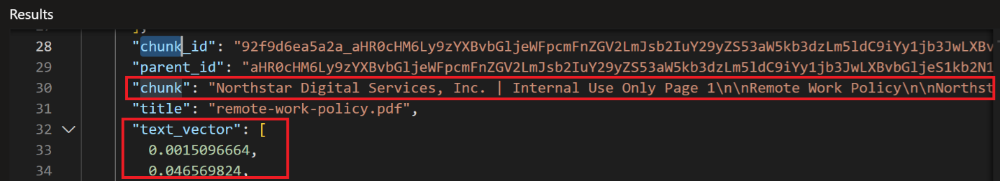 Results
28 "chunk_id": "92f9d6ea5a2a_aHR0cHM6Ly9zYXBvbGljeWFpcmFnZGV2LmJsb2IuY29yZS53aW5kb3dzLm5ldC9iYy1jb3JwLXBv
29 "parent_id": "aHR0cHM6Ly9zYXBvbGljeWFpcmFnZGV2LmJsb2IuY29yZS53aW5kb3dzLm5ldC9iYy1jb3JwLXBvbGljeS1kb2N1
30 "chunk": "Northstar Digital Services, Inc. | Internal Use Only Page 1\n\nRemote Work Policy\n\nNorthst
31 "title": "remote-work-policy.pdf",
32 "text_vector": [
33 0.0015096664,
34 0.046569824,